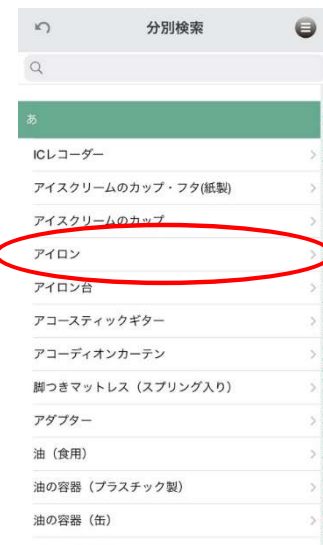 分別検索
あ
ICレコーダー
アイスクリームのカップ・フタ(紙製)
アイスクリームのカップ
アイロン
アイロン台
アコースティックギター
アコーディオンカーテン
脚つきマットレス（スプリング入り）
アダプター
油（食用）
油の容器（プラスチック製）
油の容器（缶）